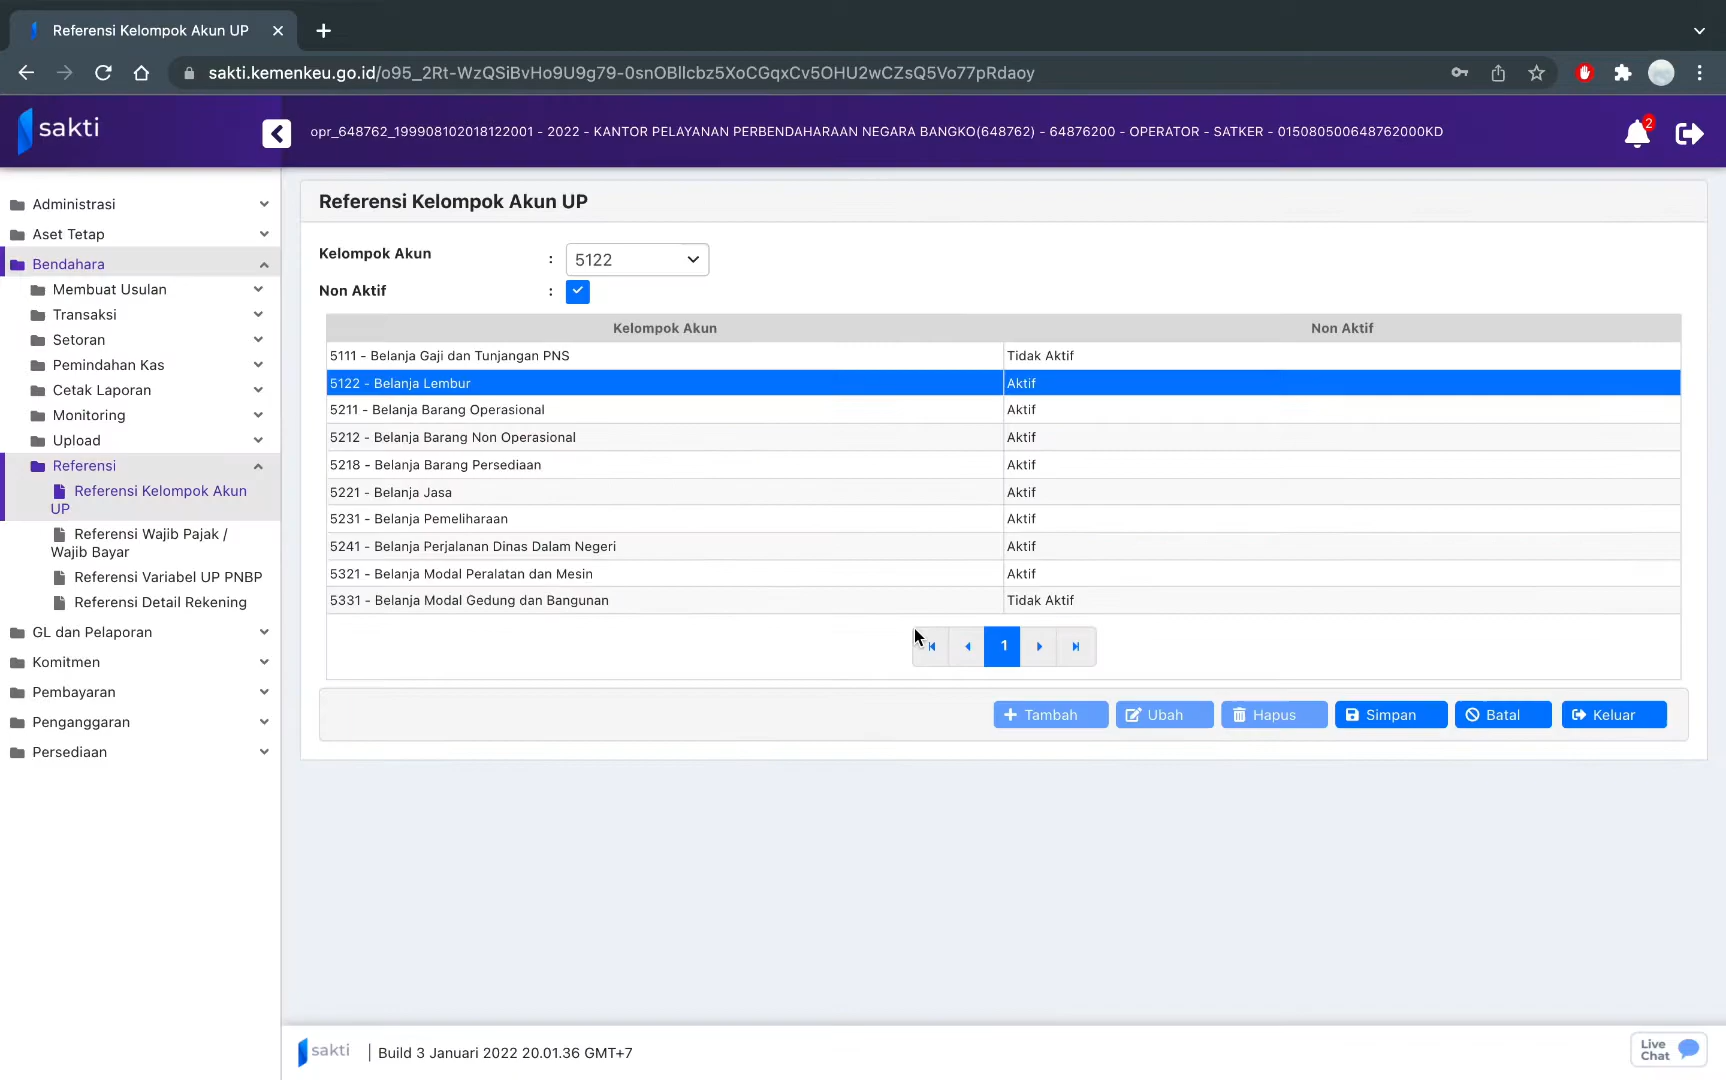 Referensi Kelompok Akun UP
sakti.kemenkeu.go.id/o95_2Rt-WzQSiBvHo9U9g79-0snOBllcbz5XoCGqxCv5OHU2wCZsQ5Vo77pRdaoy
sakti
opr_648762_199908102018122001 - 2022 - KANTOR PELAYANAN PERBENDAHARAAN NEGARA BANGKO(648762) - 64876200 - OPERATOR - SATKER - 015080500648762000KD
2
Administrasi
Aset Tetap
Bendahara
Membuat Usulan
Transaksi
Setoran
Pemindahan Kas
Cetak Laporan
Monitoring
Upload
Referensi
Referensi Kelompok Akun
UP
Referensi Wajib Pajak /
Wajib Bayar
Referensi Variabel UP PNBP
Referensi Detail Rekening
GL dan Pelaporan
Komitmen
Pembayaran
Penganggaran
Persediaan
Referensi Kelompok Akun UP
Kelompok Akun : 5122
Non Aktif :
Kelompok Akun Non Aktif
5111 - Belanja Gaji dan Tunjangan PNS Tidak Aktif
5122 - Belanja Lembur Aktif
5211 - Belanja Barang Operasional Aktif
5212 - Belanja Barang Non Operasional Aktif
5218 - Belanja Barang Persediaan Aktif
5221 - Belanja Jasa Aktif
5231 - Belanja Pemeliharaan Aktif
5241 - Belanja Perjalanan Dinas Dalam Negeri Aktif
5321 - Belanja Modal Peralatan dan Mesin Aktif
5331 - Belanja Modal Gedung dan Bangunan Tidak Aktif
1
Tambah Ubah Hapus Simpan Batal Keluar
sakti | Build 3 Januari 2022 20.01.36 GMT+7
Live
Chat